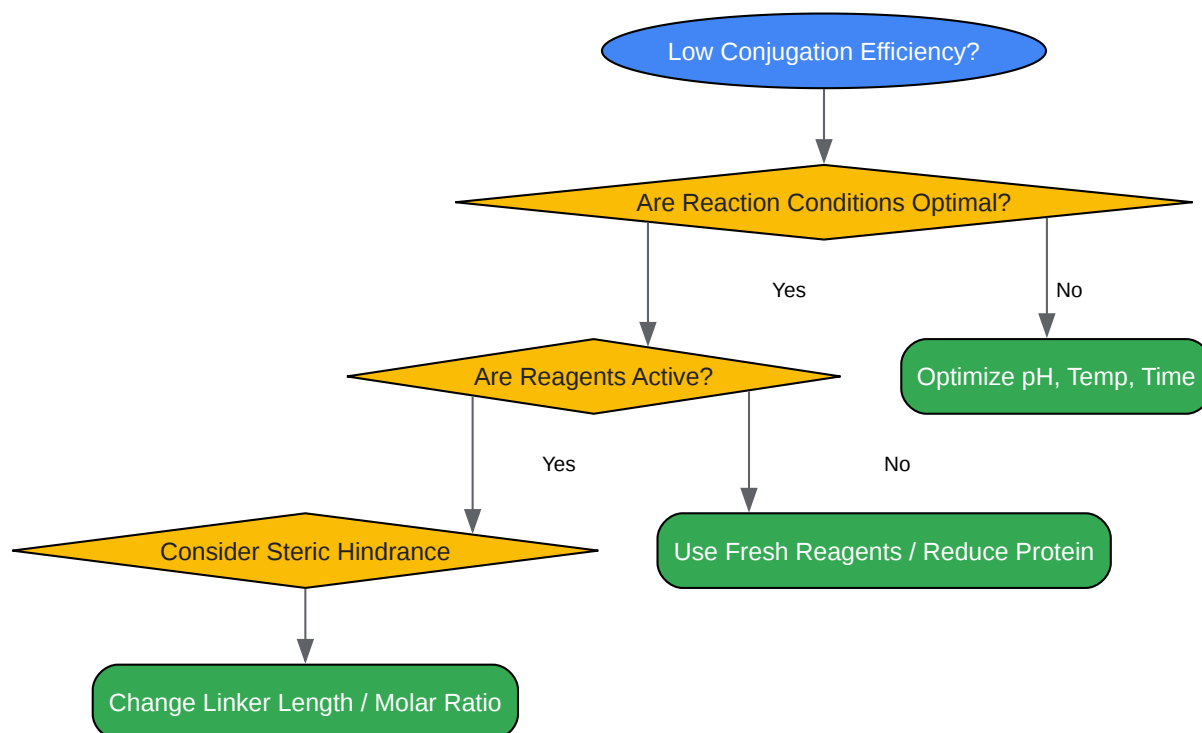 Low Conjugation Efficiency?
Are Reaction Conditions Optimal?
Yes
No
Are Reagents Active?
Optimize pH, Temp, Time
Yes
No
Consider Steric Hindrance
Use Fresh Reagents / Reduce Protein
Change Linker Length / Molar Ratio